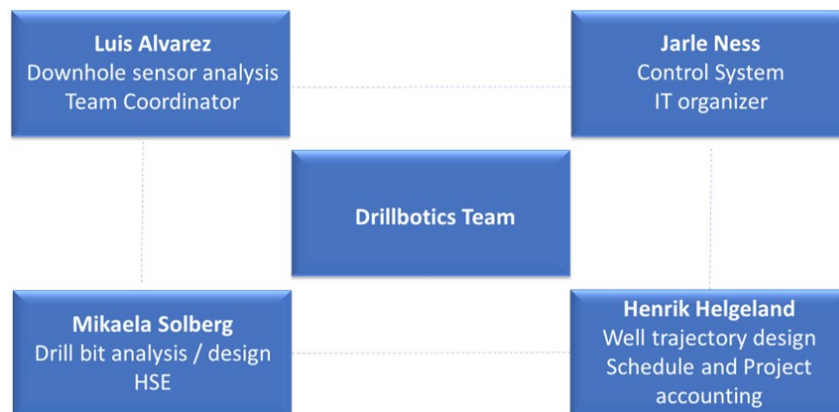 Luis Alvarez
Downhole sensor analysis
Team Coordinator
Jarle Ness
Control System
IT organizer
Drillbotics Team
Mikaela Solberg
Drill bit analysis / design
HSE
Henrik Helgeland
Well trajectory design
Schedule and Project
accounting